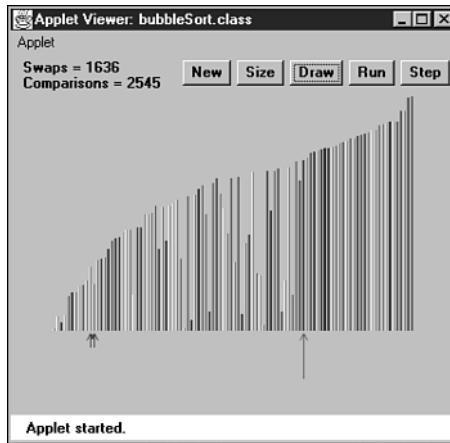 Applet Viewer: bubbleSort.class
Applet
Swaps = 1636
Comparisons = 2545
New Size Draw Run Step
Applet started.